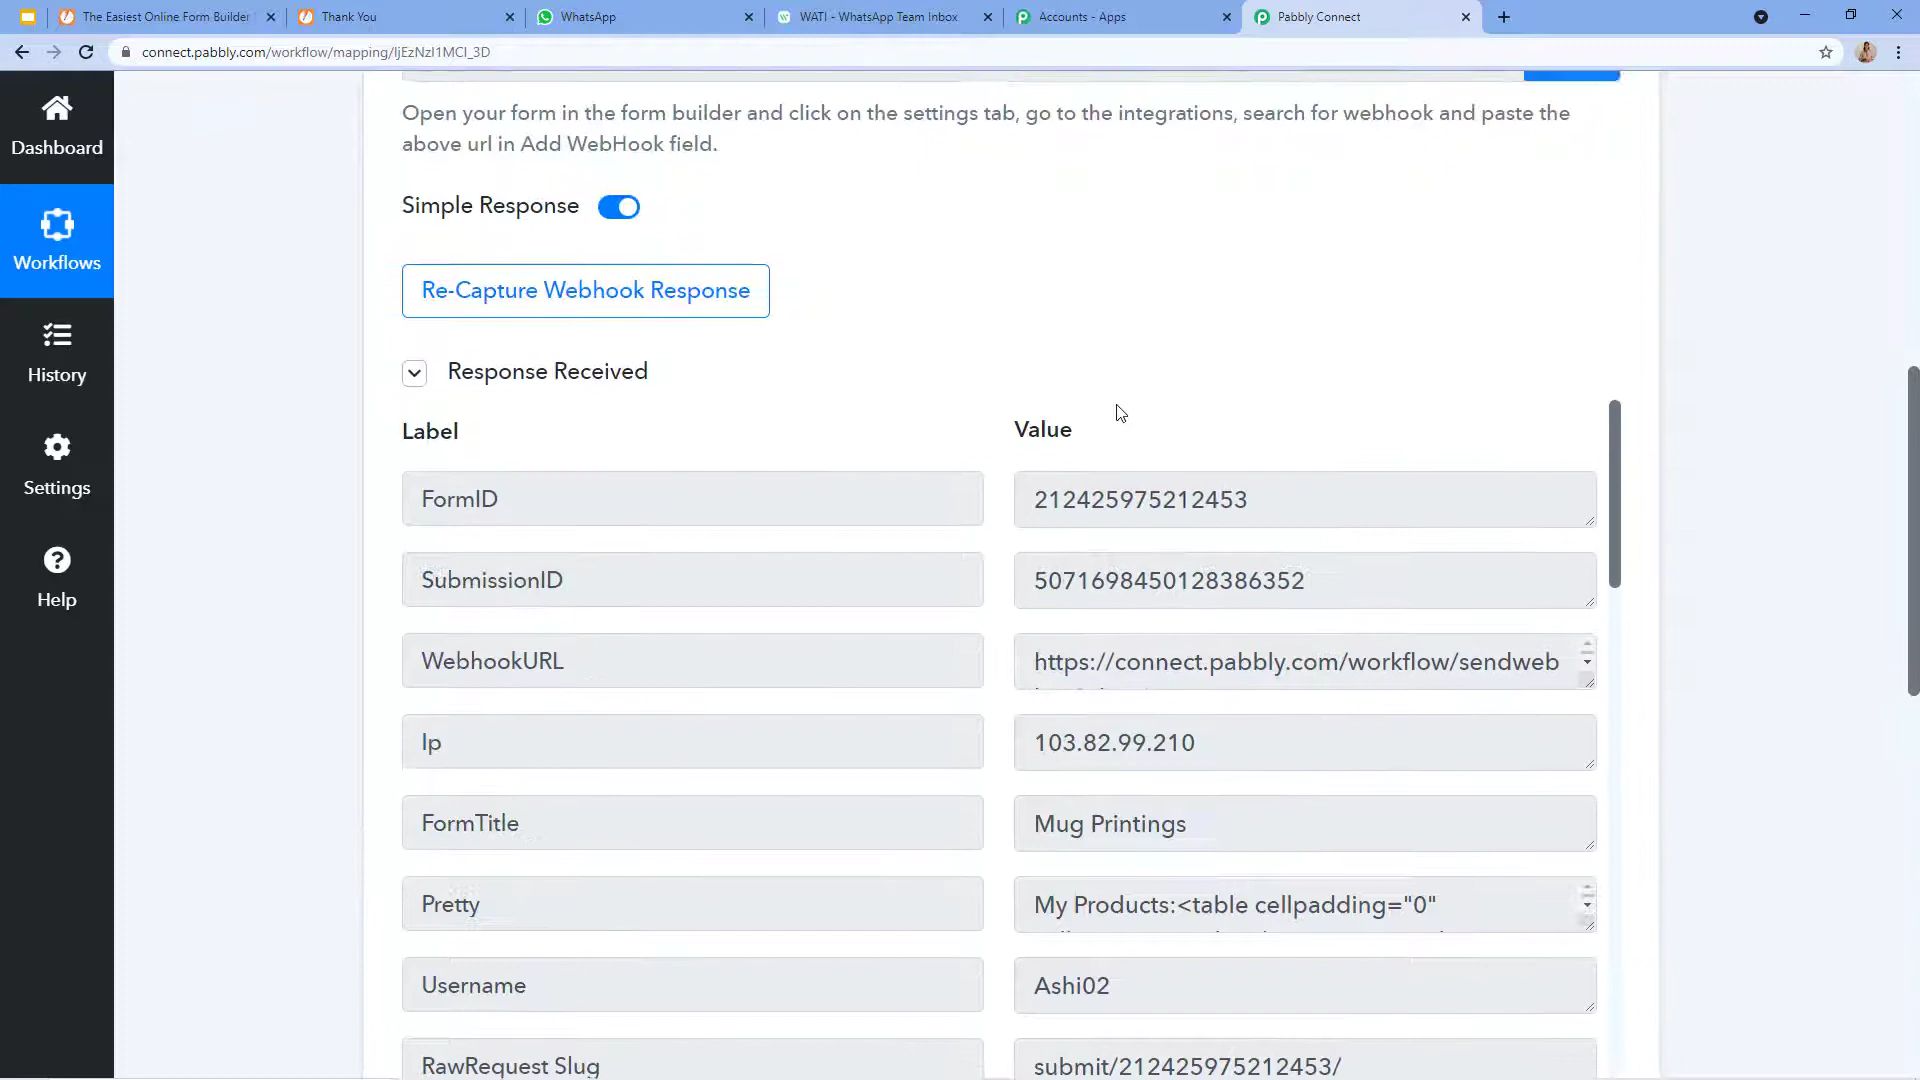 The Easiest Online Form Builder
Thank You
WhatsApp
WATI - WhatsApp Team Inbox
Accounts - Apps
Pabbly Connect
connect.pabbly.com/workflow/mapping/IjEzNzI1MCI_3D
Dashboard
Workflows
History
Settings
Help
Open your form in the form builder and click on the settings tab, go to the integrations, search for webhook and paste the
above url in Add WebHook field.
Simple Response
Re-Capture Webhook Response
Response Received
Label
Value
FormID
212425975212453
SubmissionID
5071698450128386352
WebhookURL
https://connect.pabbly.com/workflow/sendweb
Ip
103.82.99.210
FormTitle
Mug Printings
Pretty
My Products:<table cellpadding="0"
Username
Ashi02
RawRequest Slug
submit/212425975212453/